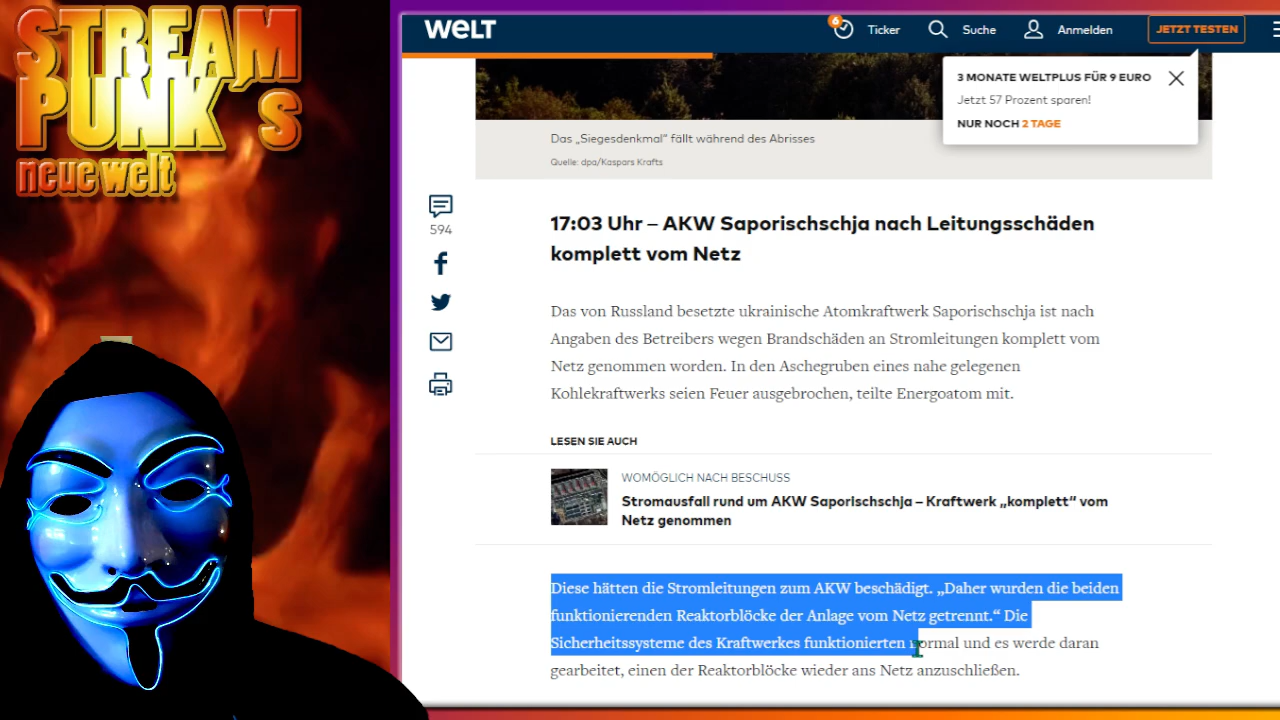 STREAM
PUNK´s
neue welt
WELT
6
Ticker
Suche
Anmelden
JETZT TESTEN
3 MONATE WELTPLUS FÜR 9 EURO
Jetzt 57 Prozent sparen!
NUR NOCH 2 TAGE
Das „Siegesdenkmal“ fällt während des Abrisses
Quelle: dpa/Kaspars Krafts
594
17:03 Uhr – AKW Saporischschja nach Leitungsschäden
komplett vom Netz
Das von Russland besetzte ukrainische Atomkraftwerk Saporischschja ist nach
Angaben des Betreibers wegen Brandschäden an Stromleitungen komplett vom
Netz genommen worden. In den Aschegruben eines nahe gelegenen
Kohlekraftwerks seien Feuer ausgebrochen, teilte Energoatom mit.
LESEN SIE AUCH
WOMÖGLICH NACH BESCHUSS
Stromausfall rund um AKW Saporischschja – Kraftwerk „komplett“ vom
Netz genommen
Diese hätten die Stromleitungen zum AKW beschädigt. „Daher wurden die beiden
funktionierenden Reaktorblöcke der Anlage vom Netz getrennt.“ Die
Sicherheitssysteme des Kraftwerkes funktionierten normal und es werde daran
gearbeitet, einen der Reaktorblöcke wieder ans Netz anzuschließen.